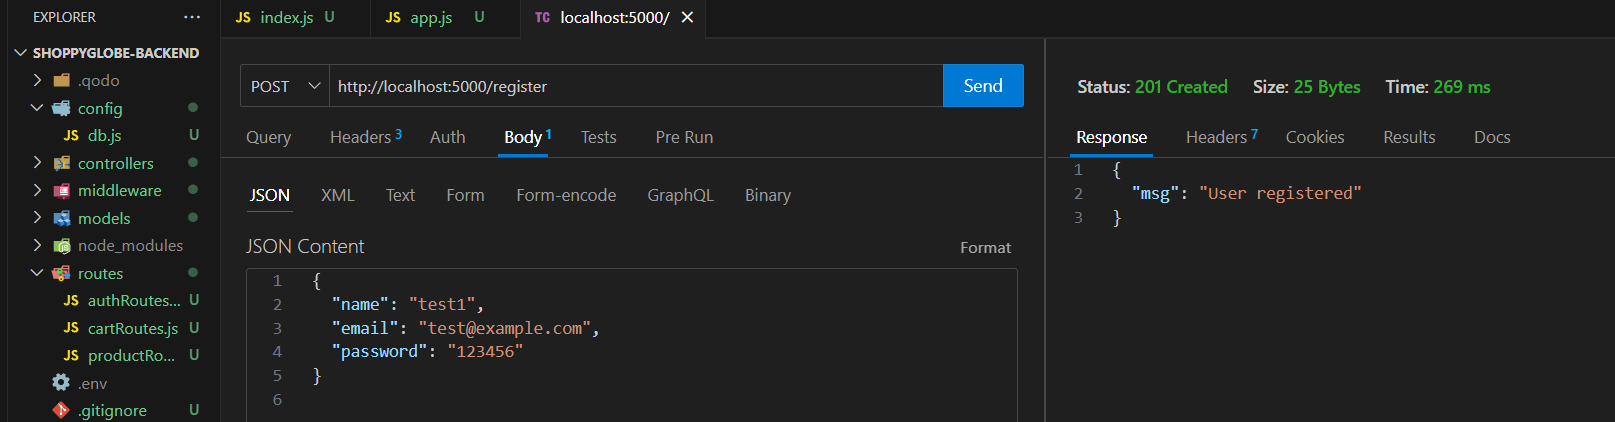 EXPLORER ···
SHOPPYGLOBE-BACKEND
.qodo
config
JS db.js U
controllers
middleware
models
node_modules
routes
JS authRoutes... U
JS cartRoutes.js U
JS productRo... U
.env
.gitignore U
JS index.js U
JS app.js U
TC localhost:5000/
POST http://localhost:5000/register Send
Query Headers 3 Auth Body 1 Tests Pre Run
JSON XML Text Form Form-encode GraphQL Binary
JSON Content Format
1 {
2 "name": "test1",
3 "email": "test@example.com",
4 "password": "123456"
5 }
6
Status: 201 Created Size: 25 Bytes Time: 269 ms
Response Headers 7 Cookies Results Docs
1 {
2 "msg": "User registered"
3 }